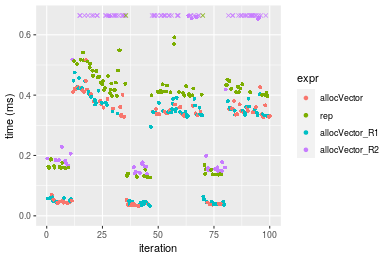 time (ms)
0.6
0.4
0.2
0.0
0
25
50
75
100
iteration
expr
allocVector
rep
allocVector_R1
allocVector_R2